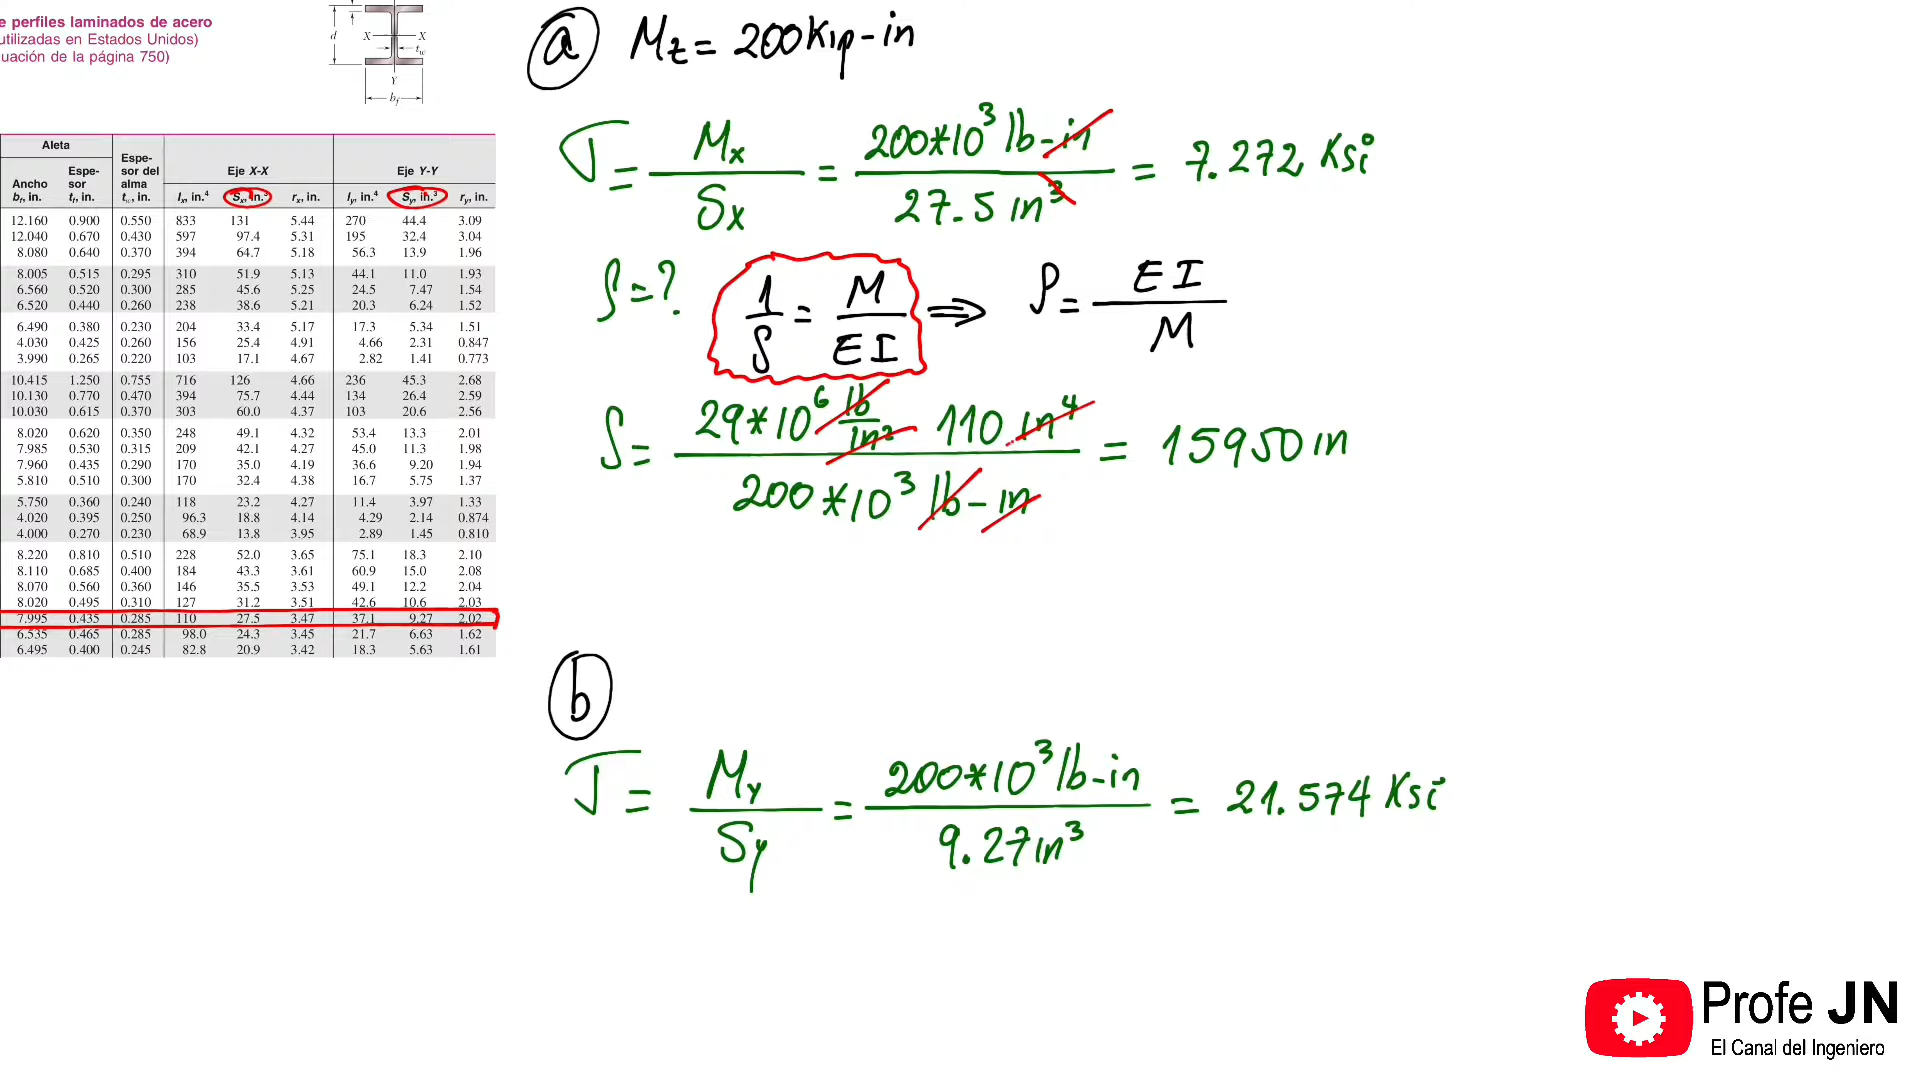 e perfiles laminados de acero
utilizadas en Estados Unidos)
uación de la página 750)
d X X tw Y bf
Aleta
Ancho bf, in. Espe-sor tf, in. Espe-sor del alma tw, in. Eje X-X Eje Y-Y
Ix, in.4 Sx, in.3 rx, in. Iy, in.4 Sy, in.3 ry, in.
12.160 0.900 0.550 833 131 5.44 270 44.4 3.09
12.040 0.670 0.430 597 97.4 5.31 195 32.4 3.04
8.080 0.640 0.370 394 64.7 5.18 56.3 13.9 1.96
8.005 0.515 0.295 310 51.9 5.13 44.1 11.0 1.93
6.560 0.520 0.300 285 45.6 5.25 24.5 7.47 1.54
6.520 0.440 0.260 238 38.6 5.21 20.3 6.24 1.52
6.490 0.380 0.230 204 33.4 5.17 17.3 5.34 1.51
4.030 0.425 0.260 156 25.4 4.91 4.66 2.31 0.847
3.990 0.265 0.220 103 17.1 4.67 2.82 1.41 0.773
10.415 1.250 0.755 716 126 4.66 236 45.3 2.68
10.130 0.770 0.470 394 75.7 4.44 134 26.4 2.59
10.030 0.615 0.370 303 60.0 4.37 103 20.6 2.56
8.020 0.620 0.350 248 49.1 4.32 53.4 13.3 2.01
7.985 0.530 0.315 209 42.1 4.27 45.0 11.3 1.98
7.960 0.435 0.290 170 35.0 4.19 36.6 9.20 1.94
5.810 0.510 0.300 170 32.4 4.38 16.7 5.75 1.37
5.750 0.360 0.240 118 23.2 4.27 11.4 3.97 1.33
4.020 0.395 0.250 96.3 18.8 4.14 4.29 2.14 0.874
4.000 0.270 0.230 68.9 13.8 3.95 2.89 1.45 0.810
8.220 0.810 0.510 228 52.0 3.65 75.1 18.3 2.10
8.110 0.685 0.400 184 43.3 3.61 60.9 15.0 2.08
8.070 0.560 0.360 146 35.5 3.53 49.1 12.2 2.04
8.020 0.495 0.310 127 31.2 3.51 42.6 10.6 2.03
7.995 0.435 0.285 110 27.5 3.47 37.1 9.27 2.02
6.535 0.465 0.285 98.0 24.3 3.45 21.7 6.63 1.62
6.495 0.400 0.245 82.8 20.9 3.42 18.3 5.63 1.61
a Mz = 200 Kip-in
σ = Mx/Sx = 200*10³ lb-in / 27.5 in³ = 7.272 Ksi
ρ = ? 1/ρ = M/EI ⇒ ρ = EI/M
ρ = 29*10⁶ lb/in² 110 in⁴ / 200*10³ lb-in = 15950 in
b
σ = My/Sy = 200*10³ lb-in / 9.27 in³ = 21.574 Ksi
Profe JN
El Canal del Ingeniero